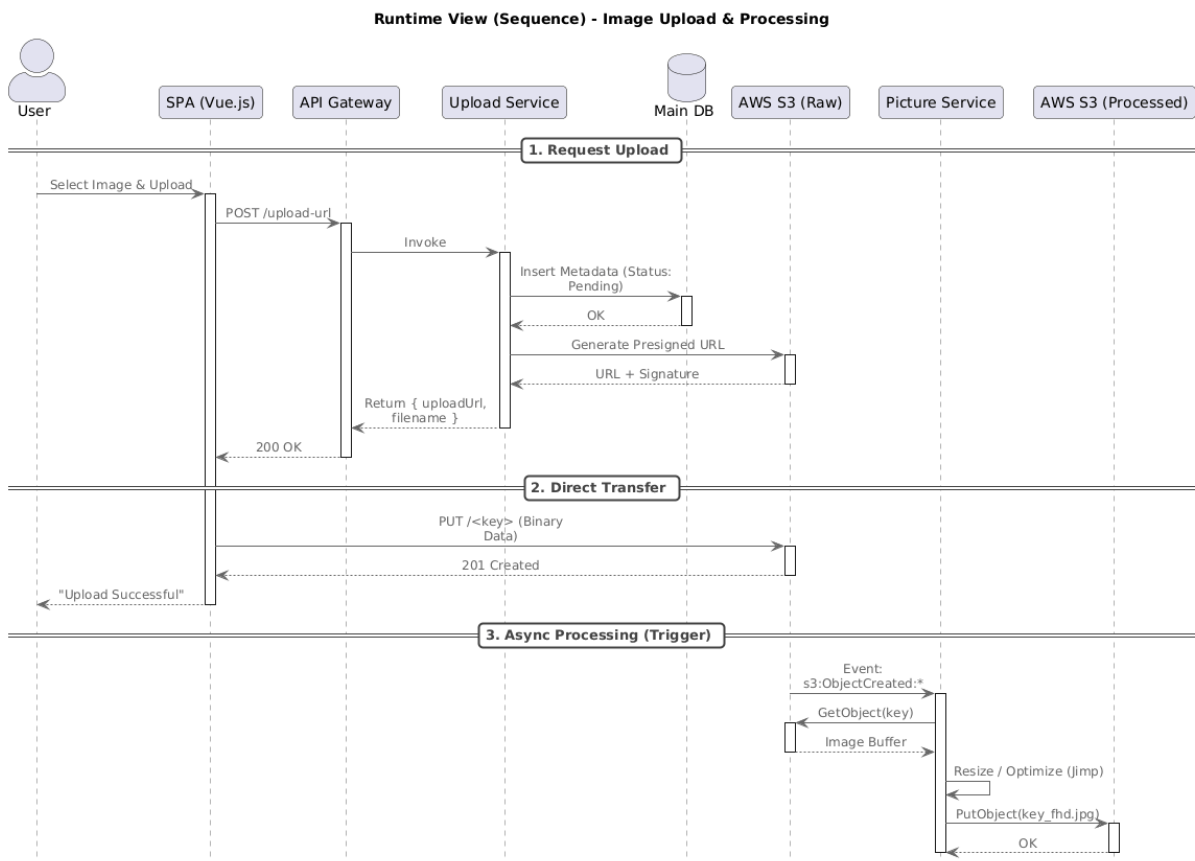 Runtime View (Sequence) - Image Upload & Processing
User
SPA (Vue.js)
API Gateway
Upload Service
Main DB
AWS S3 (Raw)
Picture Service
AWS S3 (Processed)
1. Request Upload
Select Image & Upload
POST /upload-url
Invoke
Insert Metadata (Status:
Pending)
OK
Generate Presigned URL
URL + Signature
Return { uploadUrl,
filename }
200 OK
2. Direct Transfer
PUT /<key> (Binary
Data)
201 Created
"Upload Successful"
3. Async Processing (Trigger)
Event:
s3:ObjectCreated:*
GetObject(key)
Image Buffer
Resize / Optimize (Jimp)
PutObject(key_fhd.jpg)
OK